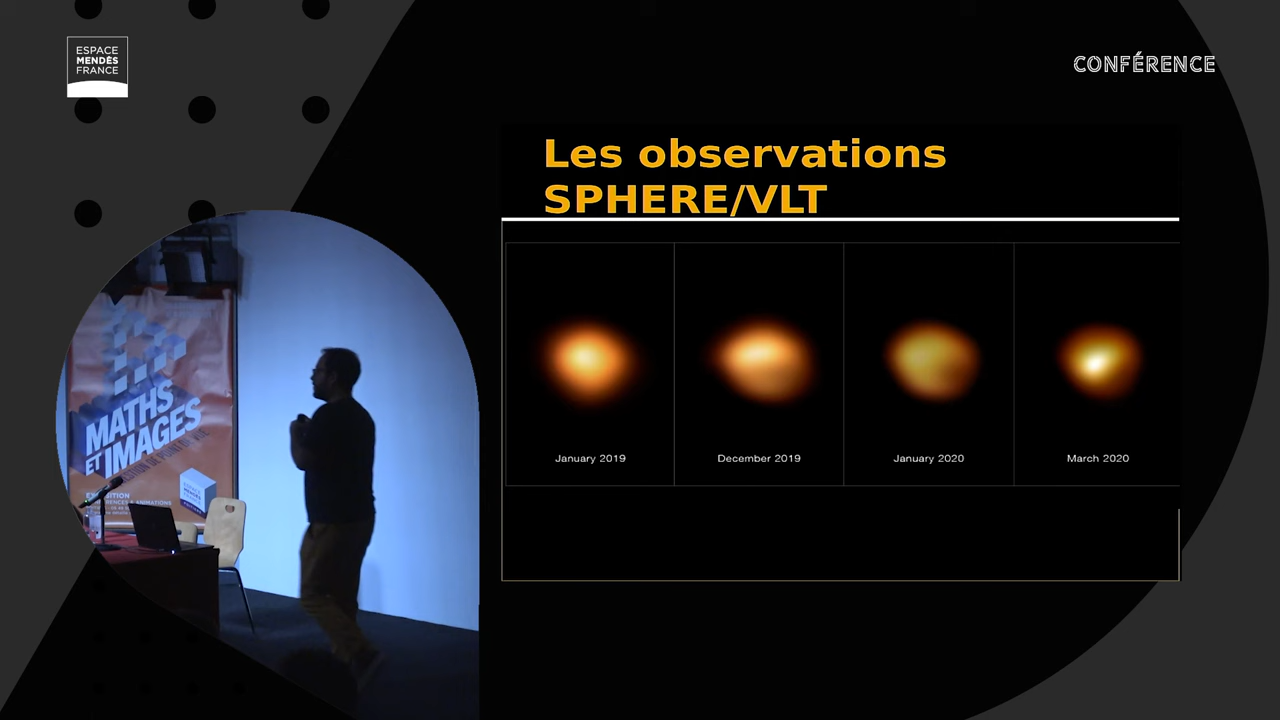 ESPACE
MENDÈS
FRANCE
CONFÉRENCE
Les observations
SPHERE/VLT
January 2019
December 2019
January 2020
March 2020
MATHS
ET IMAGES